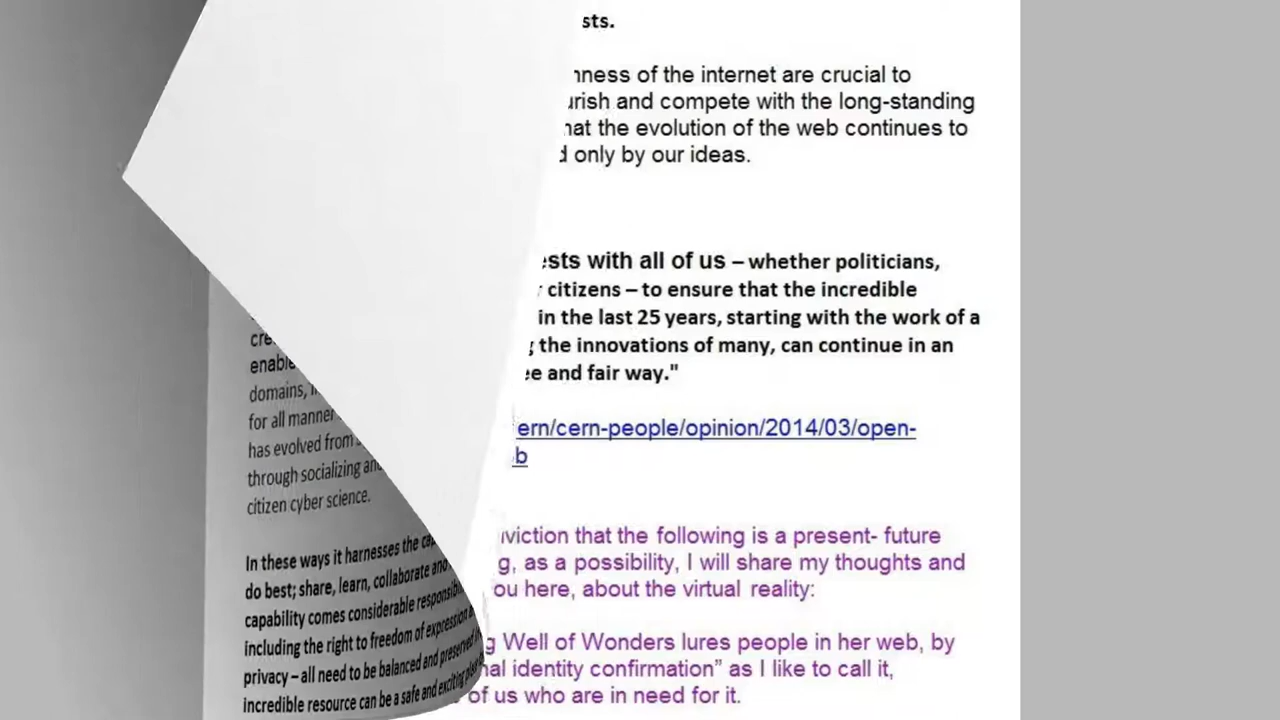 enable
domains,
for all manner
has evolved from
through socializing and
citizen cyber science.
In these ways it harnesses the
do best; share, learn, collaborate and
capability comes considerable
including the right to freedom of expression
privacy – all need to be balanced and preserved
incredible resource can be a safe and exciting
sts.
of the internet are crucial to
and compete with the long-standing
the evolution of the web continues to
only by our ideas.
with all of us – whether politicians,
citizens – to ensure that the incredible
in the last 25 years, starting with the work of a
the innovations of many, can continue in an
and fair way."
ern/cern-people/opinion/2014/03/open-
b
that the following is a present- future
g, as a possibility, I will share my thoughts and
ou here, about the virtual reality:
g Well of Wonders lures people in her web, by
identity confirmation” as I like to call it,
of us who are in need for it.